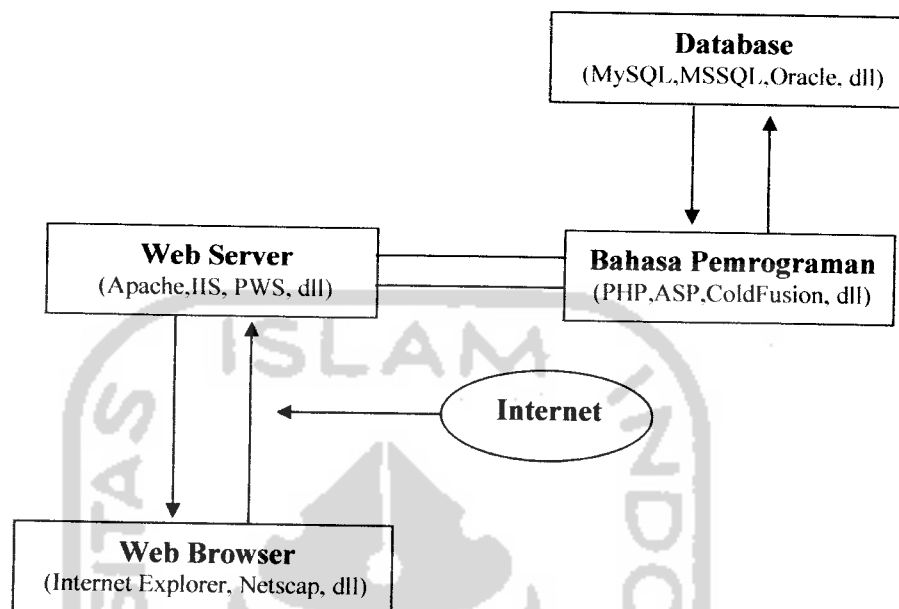 Database
(MySQL,MSSQL,Oracle, dll)
Web Server
(Apache,IIS, PWS, dll)
Bahasa Pemrograman
(PHP,ASP,ColdFusion, dll)
ISLAM
Internet
Web Browser
(Internet Explorer, Netscap, dll)